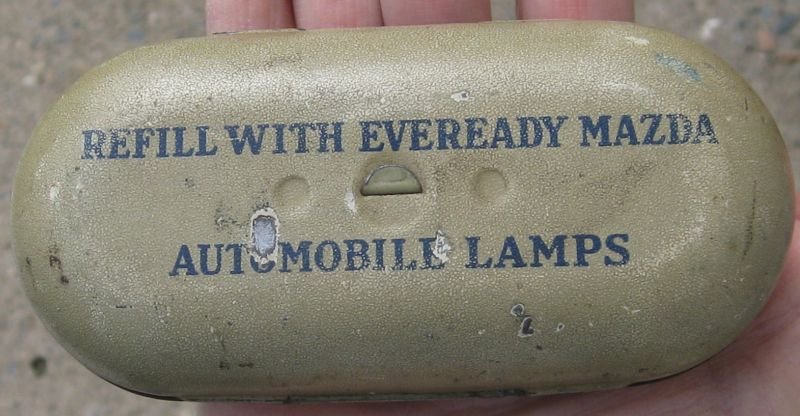 REFILL WITH EVEREADY MAZDA
AUTOMOBILE LAMPS